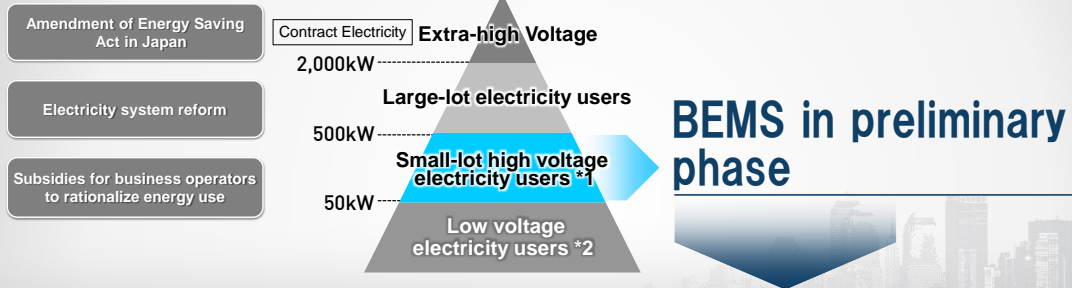 Amendment of Energy Saving
Act in Japan
Electricity system reform
Subsidies for business operators
to rationalize energy use
Contract Electricity
Extra-high Voltage
2,000kW
Large-lot electricity users
500kW
Small-lot high voltage
electricity users *1
50kW
Low voltage
electricity users *2
BEMS in preliminary
phase